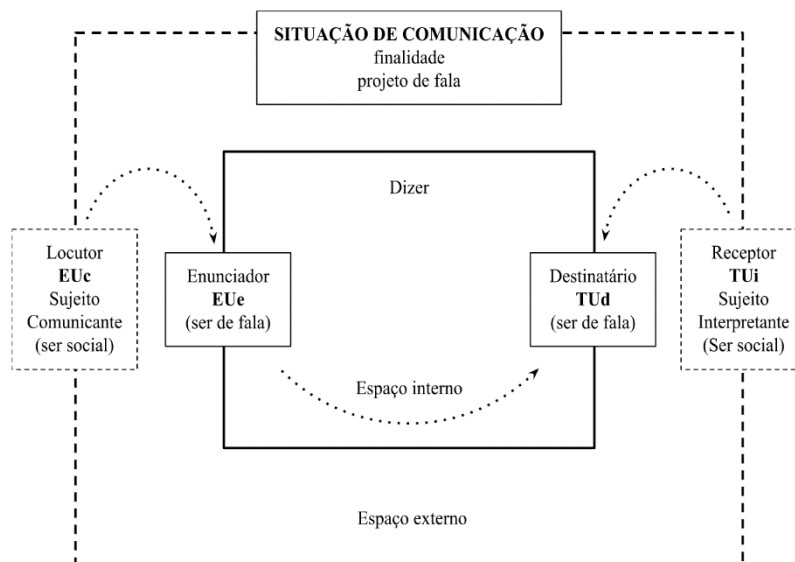 SITUAÇÃO DE COMUNICAÇÃO
finalidade
projeto de fala
Dizer
Locutor
EUc
Sujeito
Comunicante
(ser social)
Enunciador
EUe
(ser de fala)
Destinatário
TUd
(ser de fala)
Receptor
TUi
Sujeito
Interpretante
(Ser social)
Espaço interno
Espaço externo